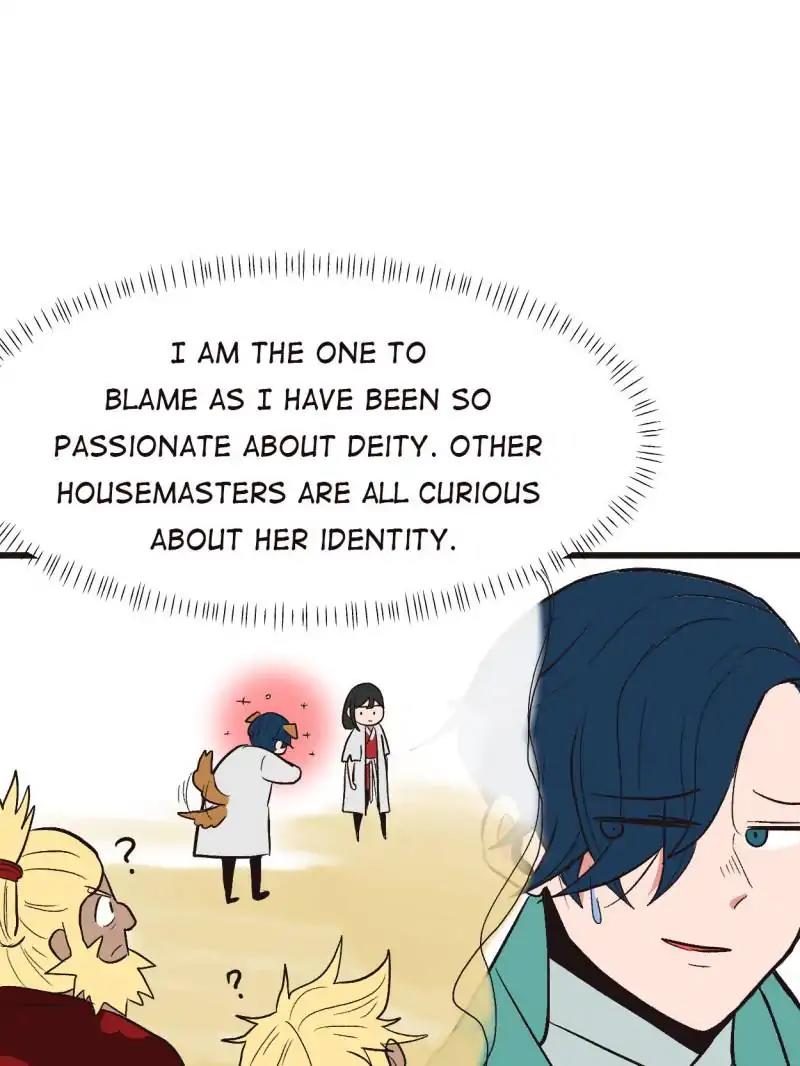 I AM THE ONE TO
BLAME AS I HAVE BEEN SO
PASSIONATE ABOUT DEITY. OTHER
HOUSEMASTERS ARE ALL CURIOUS
ABOUT HER IDENTITY.
?
?